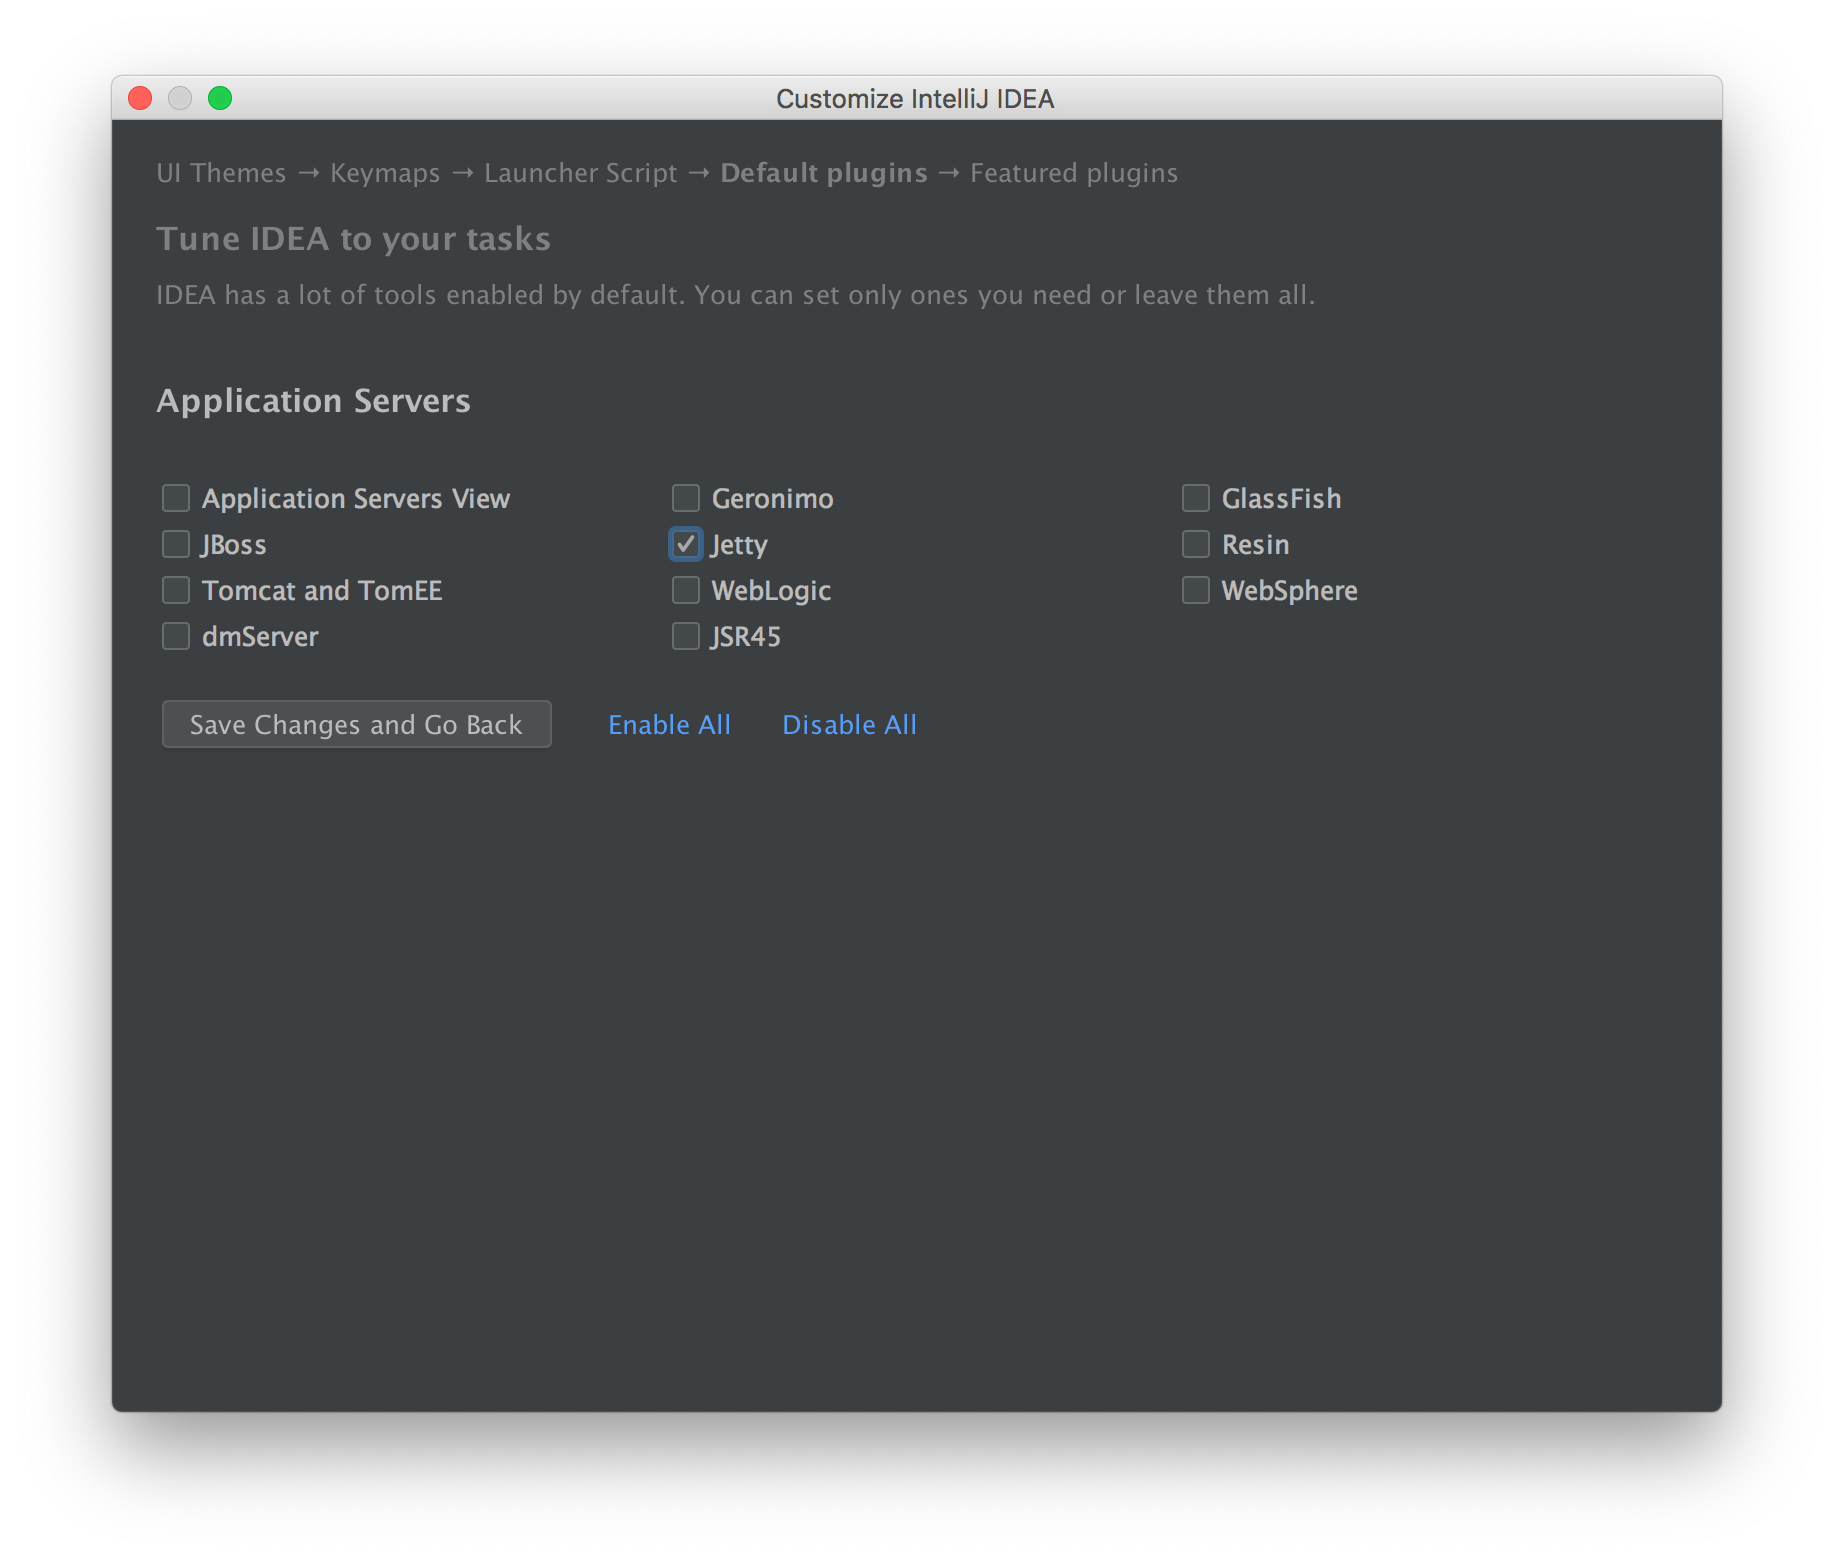 Customize IntelliJ IDEA
UI Themes → Keymaps → Launcher Script → Default plugins → Featured plugins
Tune IDEA to your tasks
IDEA has a lot of tools enabled by default. You can set only ones you need or leave them all.
Application Servers
Application Servers View Geronimo GlassFish
JBoss Jetty Resin
Tomcat and TomEE WebLogic WebSphere
dmServer JSR45
Save Changes and Go Back Enable All Disable All